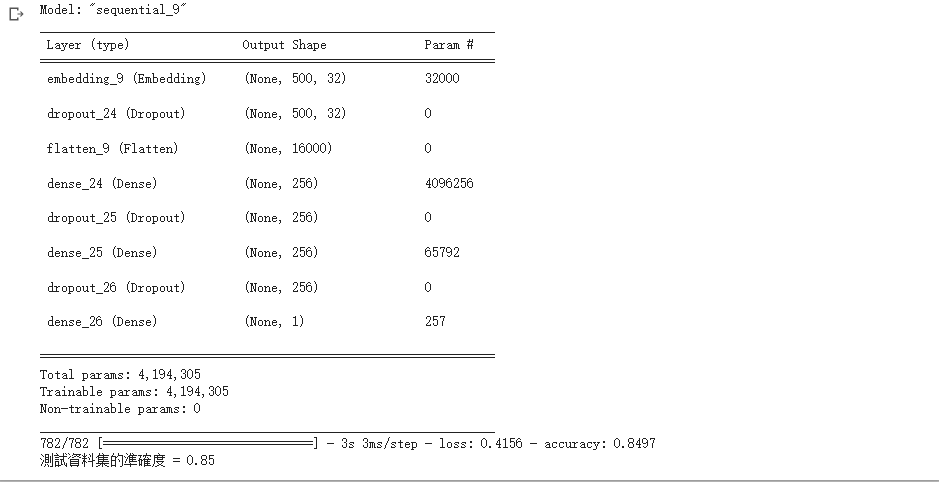 Model: "sequential_9"
Layer (type) Output Shape Param #
embedding_9 (Embedding) (None, 500, 32) 32000
dropout_24 (Dropout) (None, 500, 32) 0
flatten_9 (Flatten) (None, 16000) 0
dense_24 (Dense) (None, 256) 4096256
dropout_25 (Dropout) (None, 256) 0
dense_25 (Dense) (None, 256) 65792
dropout_26 (Dropout) (None, 256) 0
dense_26 (Dense) (None, 1) 257
Total params: 4,194,305
Trainable params: 4,194,305
Non-trainable params: 0
782/782 [==============================] - 3s 3ms/step - loss: 0.4156 - accuracy: 0.8497
測試資料集的準確度 = 0.85